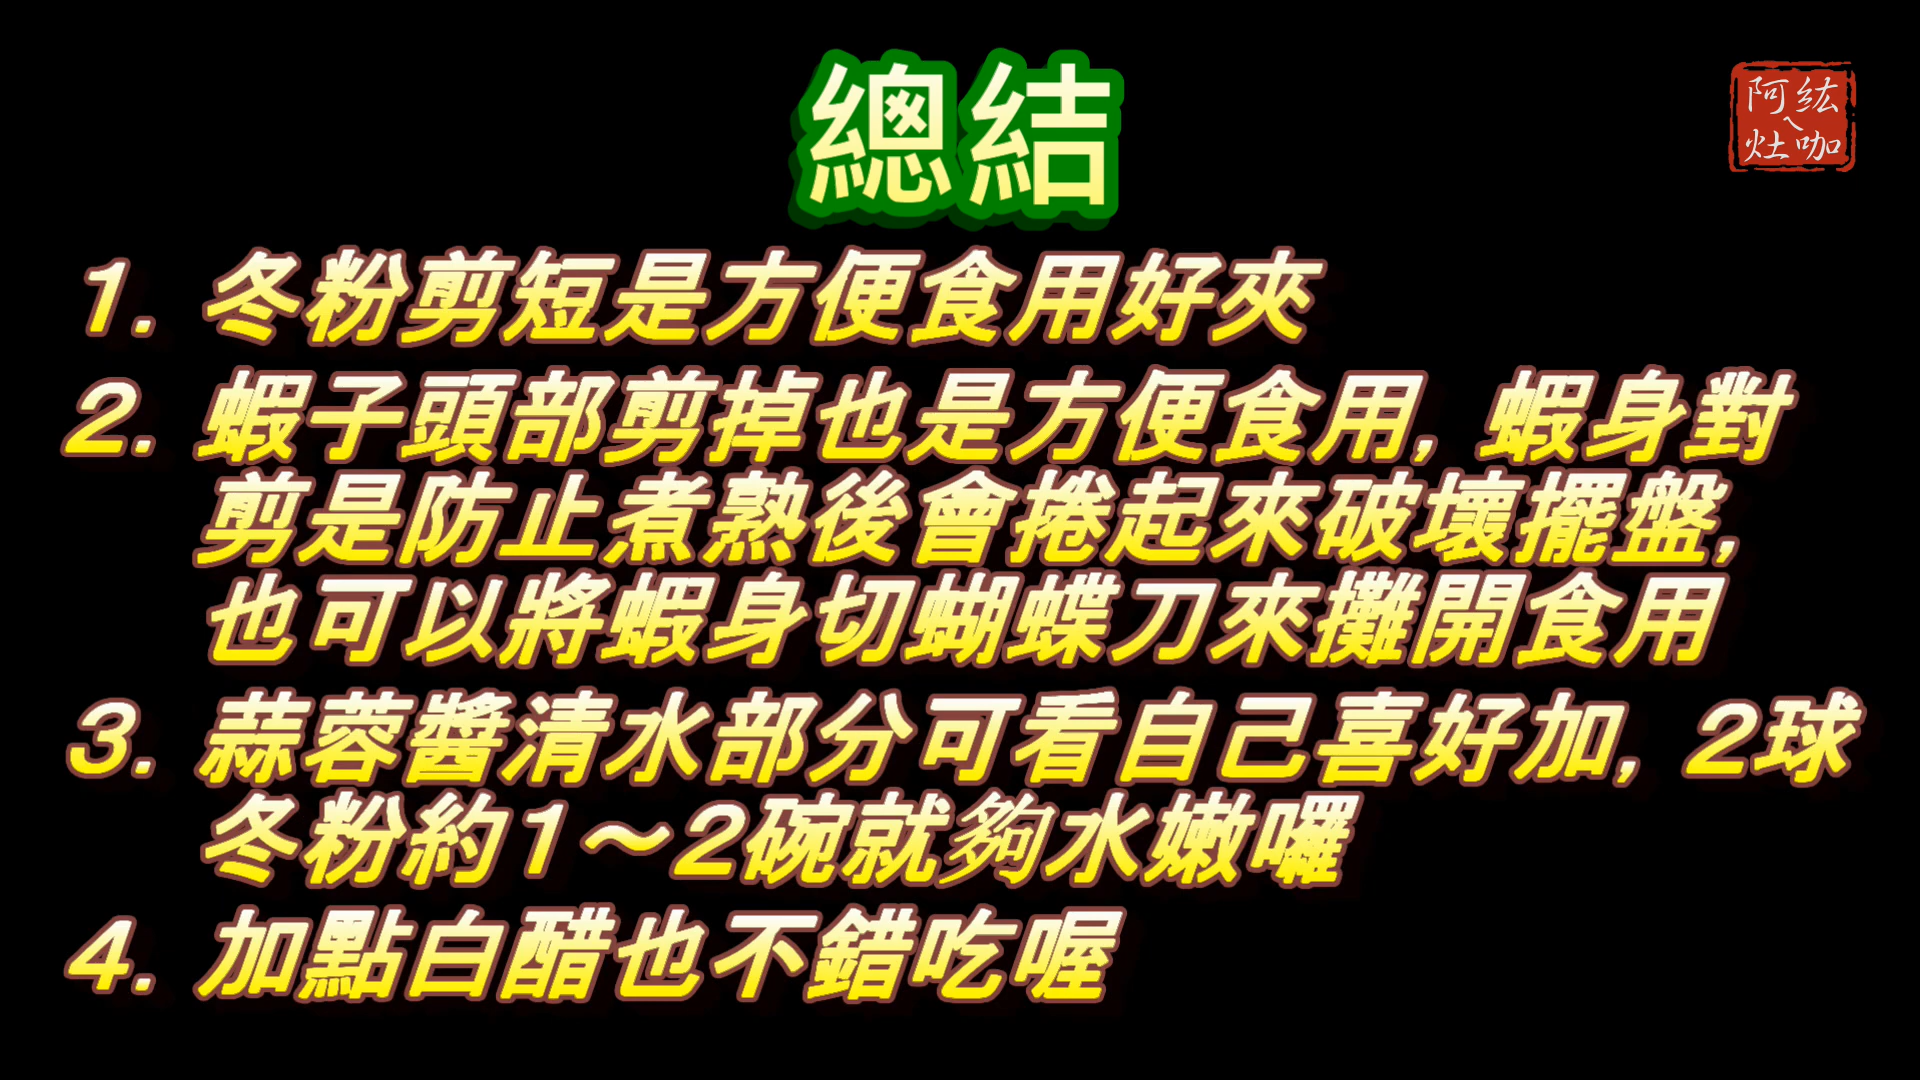 總結
阿紘ㄟ
灶咖
1. 冬粉剪短是方便食用好夾
2. 蝦子頭部剪掉也是方便食用, 蝦身對
剪是防止煮熟後會捲起來破壞擺盤,
也可以將蝦身切蝴蝶刀來攤開食用
3. 蒜蓉醬清水部分可看自己喜好加, 2球
冬粉約1～2碗就夠水嫩囉
4. 加點白醋也不錯吃喔